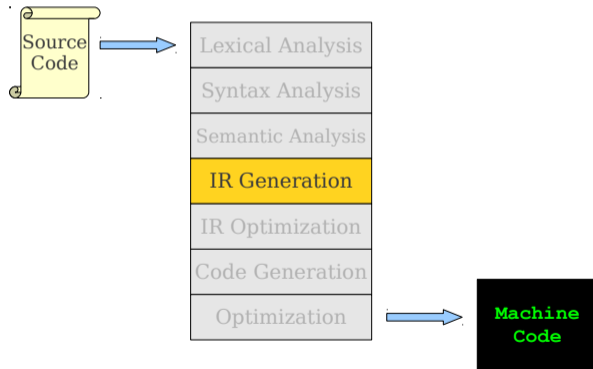 Source
Code
Lexical Analysis
Syntax Analysis
Semantic Analysis
IR Generation
IR Optimization
Code Generation
Optimization
Machine
Code